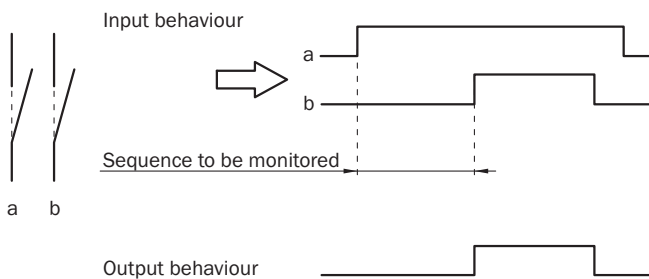 Input behaviour
a
b
Sequence to be monitored
a b
Output behaviour